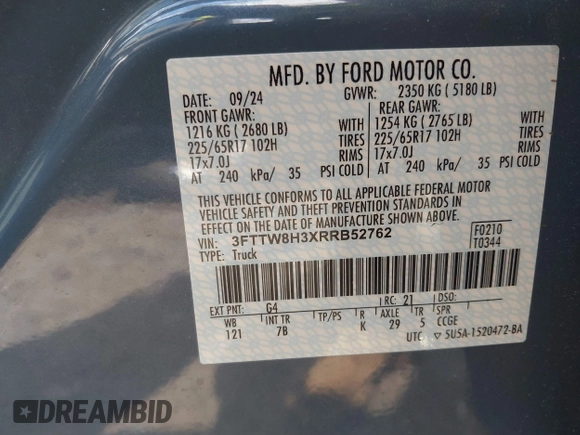 MFD. BY FORD MOTOR CO.
DATE: 09/24 GVWR: 2350 KG ( 5180 LB)
FRONT GAWR: REAR GAWR:
1216 KG ( 2680 LB) WITH 1254 KG ( 2765 LB) WITH
225/65R17 102H TIRES 225/65R17 102H TIRES
17x7.0J RIMS 17x7.0J RIMS
AT 240 kPa/ 35 PSI COLD AT 240 kPa/ 35 PSI COLD
THIS VEHICLE CONFORMS TO ALL APPLICABLE FEDERAL MOTOR
VEHICLE SAFETY AND THEFT PREVENTION STANDARDS IN
EFFECT ON THE DATE OF MANUFACTURE SHOWN ABOVE.
VIN: 3FTTW8H3XRRB52762 F0210
TYPE: Truck T0344
EXT PNT: G4 RC: 21 DSO:
WB INT TR TP/PS R AXLE TR SPR
121 7B K 29 5 CCGE
UTC 5U5A-1520472-BA
DREAMBID